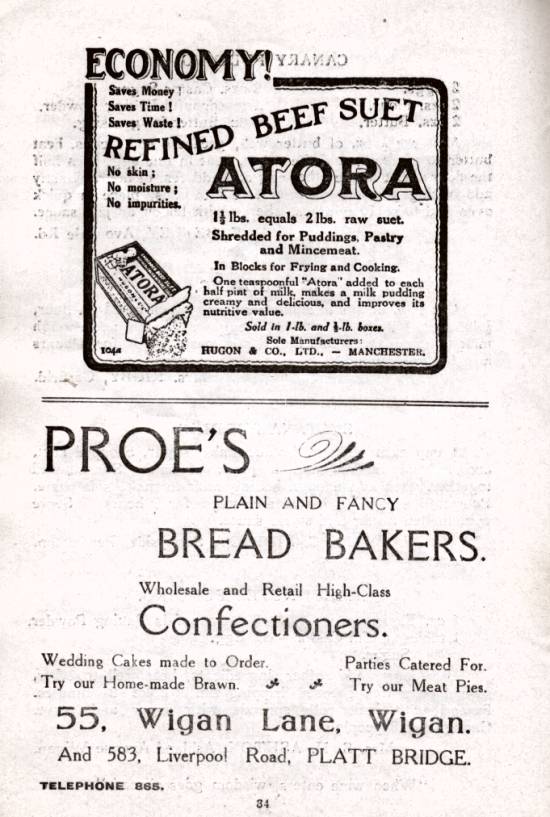 ECONOMY!
Saves Money!
Saves Time!
Saves Waste!
REFINED BEEF SUET
No skin;
No moisture;
No impurities.
ATORA
1½ lbs. equals 2 lbs. raw suet.
Shredded for Puddings, Pastry
and Mincemeat.
In Blocks for Frying and Cooking.
One teaspoonful "Atora" added to each
half pint of milk, makes a milk pudding
creamy and delicious, and improves its
nutritive value.
Sold in 1-lb. and ½-lb. boxes.
Sole Manufacturers:
HUGON & CO., LTD., — MANCHESTER.
ATORA
104a
PROE'S
PLAIN AND FANCY
BREAD BAKERS.
Wholesale and Retail High-Class
Confectioners.
Wedding Cakes made to Order. Parties Catered For.
Try our Home-made Brawn. Try our Meat Pies.
55, Wigan Lane, Wigan.
And 583, Liverpool Road, PLATT BRIDGE.
TELEPHONE 865.
34